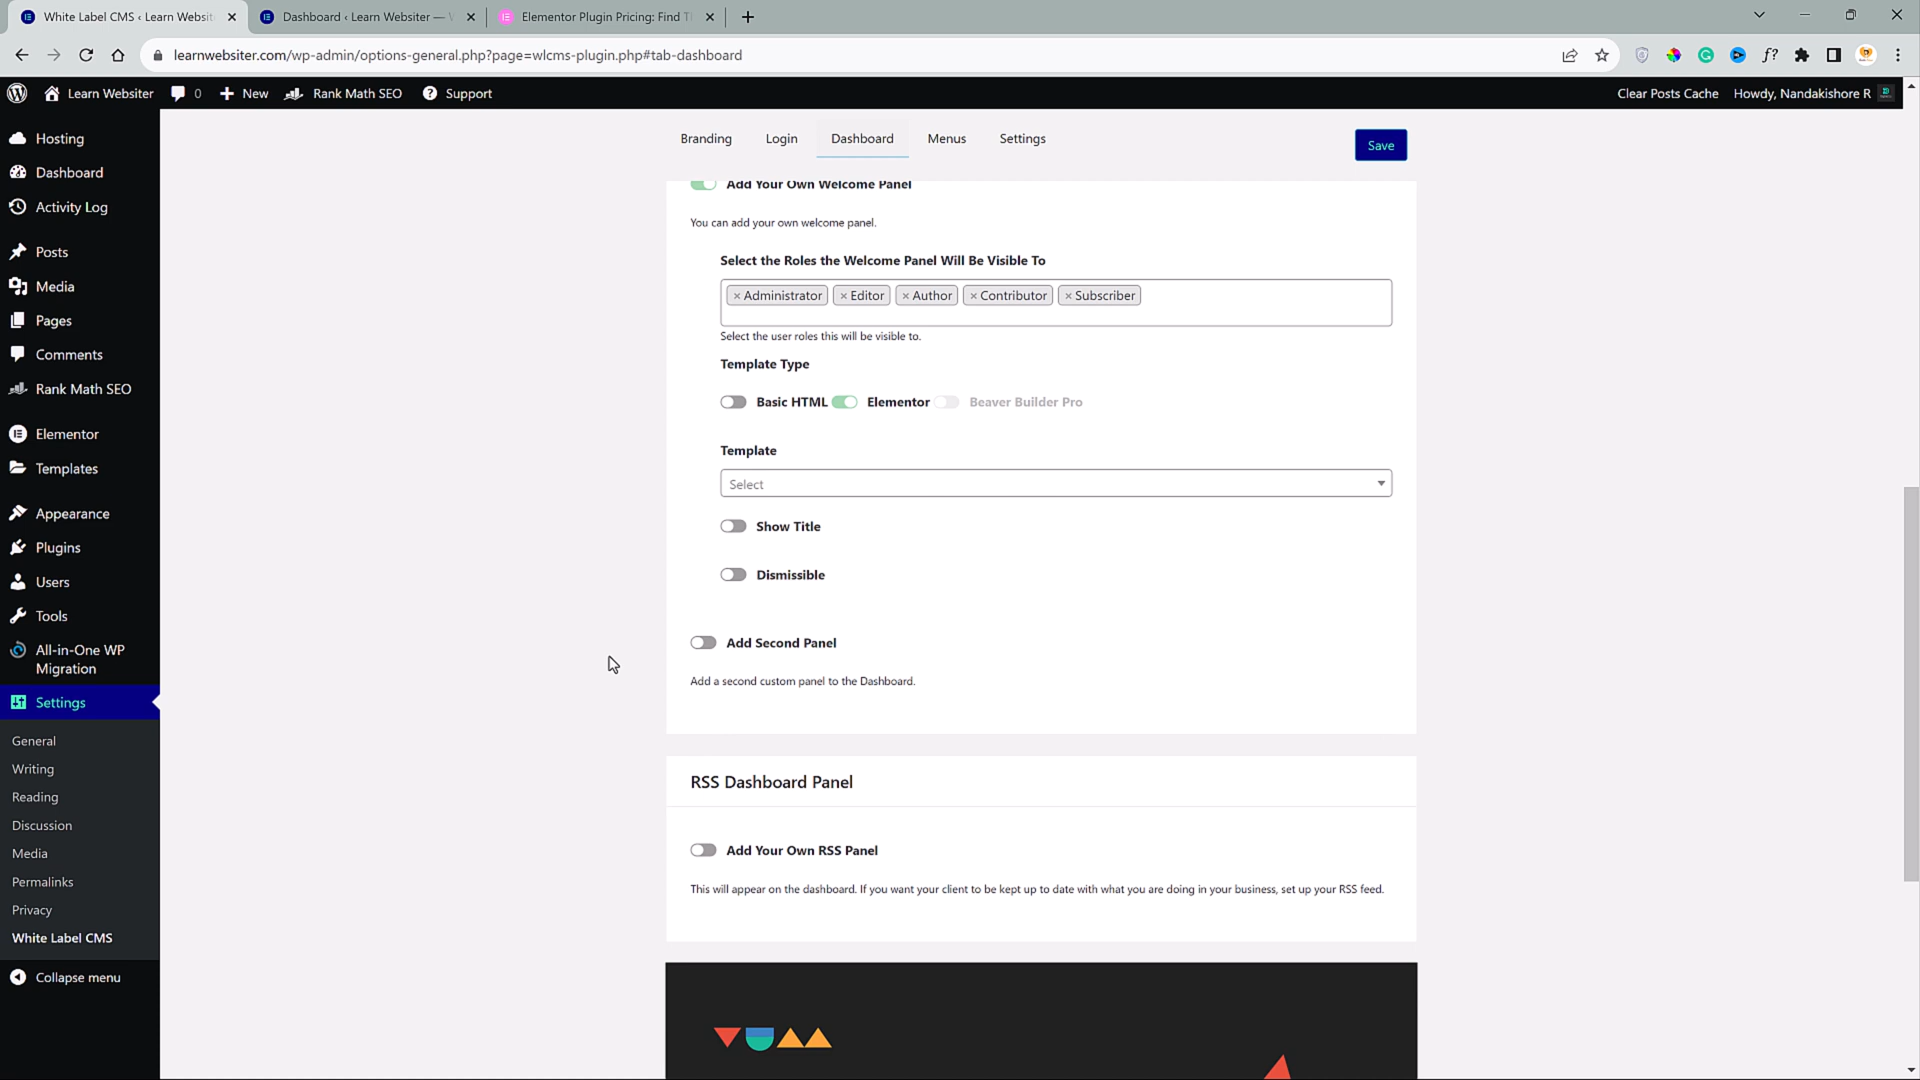 White Label CMS ‹ Learn Websit
Dashboard ‹ Learn Websiter —
Elementor Plugin Pricing: Find T
learnwebsiter.com/wp-admin/options-general.php?page=wlcms-plugin.php#tab-dashboard
Learn Websiter
0
New
Rank Math SEO
Support
Clear Posts Cache
Howdy, Nandakishore R
Hosting
Dashboard
Activity Log
Posts
Media
Pages
Comments
Rank Math SEO
Elementor
Templates
Appearance
Plugins
Users
Tools
All-in-One WP
Migration
Settings
General
Writing
Reading
Discussion
Media
Permalinks
Privacy
White Label CMS
Collapse menu
Branding
Login
Dashboard
Menus
Settings
Save
Add Your Own Welcome Panel
You can add your own welcome panel.
Select the Roles the Welcome Panel Will Be Visible To
× Administrator × Editor × Author × Contributor × Subscriber
Select the user roles this will be visible to.
Template Type
Basic HTML Elementor Beaver Builder Pro
Template
Select
Show Title
Dismissible
Add Second Panel
Add a second custom panel to the Dashboard.
RSS Dashboard Panel
Add Your Own RSS Panel
This will appear on the dashboard. If you want your client to be kept up to date with what you are doing in your business, set up your RSS feed.